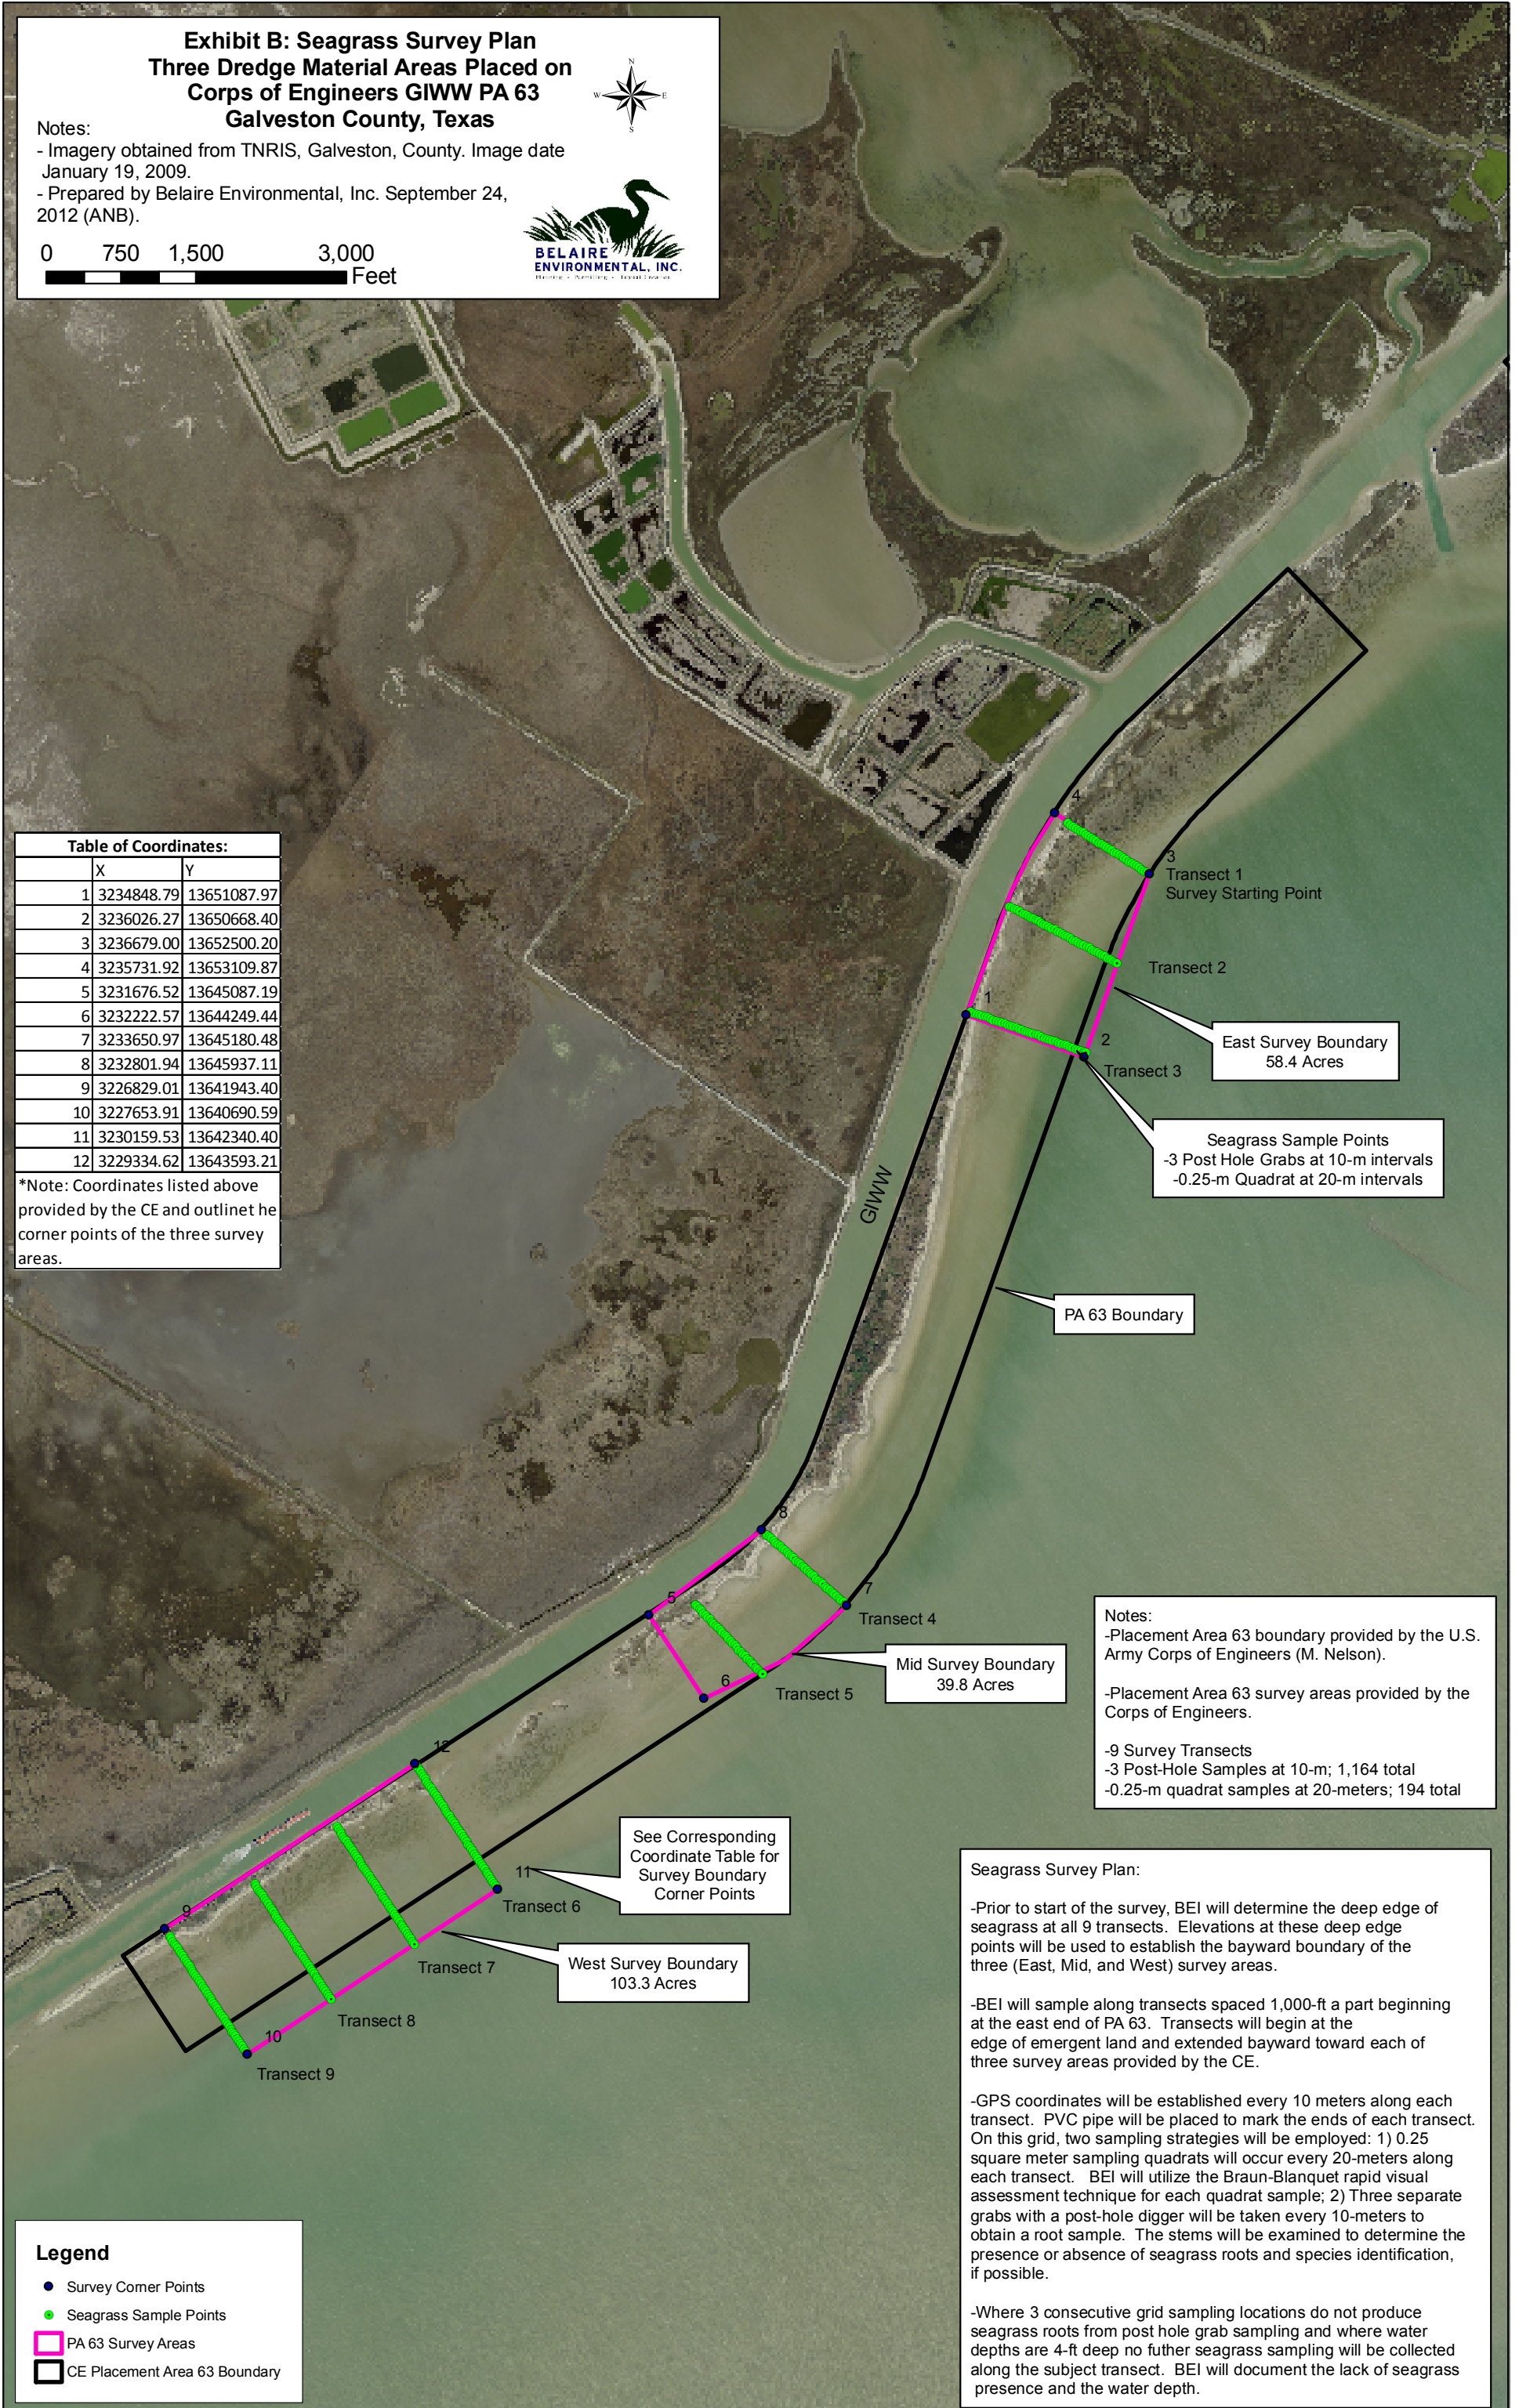 Exhibit B: Seagrass Survey Plan
Three Dredge Material Areas Placed on
Corps of Engineers GIWW PA 63
Galveston County, Texas
N
W
E
S
Notes:
- Imagery obtained from TNRIS, Galveston, County. Image date
January 19, 2009.
- Prepared by Belaire Environmental, Inc. September 24,
2012 (ANB).
0 750 1,500 3,000
Feet
BELAIRE
ENVIRONMENTAL, INC.
Table of Coordinates:
X Y
1 3234848.79 13651087.97
2 3236026.27 13650668.40
3 3236679.00 13652500.20
4 3235731.92 13653109.87
5 3231676.52 13645087.19
6 3232222.57 13644249.44
7 3233650.97 13645180.48
8 3232801.94 13645937.11
9 3226829.01 13641943.40
10 3227653.91 13640690.59
11 3230159.53 13642340.40
12 3229334.62 13643593.21
*Note: Coordinates listed above
provided by the CE and outlinet he
corner points of the three survey
areas.
4
3
Transect 1
Survey Starting Point
Transect 2
1
2
Transect 3
East Survey Boundary
58.4 Acres
Seagrass Sample Points
-3 Post Hole Grabs at 10-m intervals
-0.25-m Quadrat at 20-m intervals
GIWW
PA 63 Boundary
8
7
Transect 4
5
6
Transect 5
Mid Survey Boundary
39.8 Acres
12
11
Transect 6
See Corresponding
Coordinate Table for
Survey Boundary
Corner Points
9
Transect 7
West Survey Boundary
103.3 Acres
Transect 8
10
Transect 9
Notes:
-Placement Area 63 boundary provided by the U.S.
Army Corps of Engineers (M. Nelson).
-Placement Area 63 survey areas provided by the
Corps of Engineers.
-9 Survey Transects
-3 Post-Hole Samples at 10-m; 1,164 total
-0.25-m quadrat samples at 20-meters; 194 total
Seagrass Survey Plan:
-Prior to start of the survey, BEI will determine the deep edge of
seagrass at all 9 transects. Elevations at these deep edge
points will be used to establish the bayward boundary of the
three (East, Mid, and West) survey areas.
-BEI will sample along transects spaced 1,000-ft a part beginning
at the east end of PA 63. Transects will begin at the
edge of emergent land and extended bayward toward each of
three survey areas provided by the CE.
-GPS coordinates will be established every 10 meters along each
transect. PVC pipe will be placed to mark the ends of each transect.
On this grid, two sampling strategies will be employed: 1) 0.25
square meter sampling quadrats will occur every 20-meters along
each transect. BEI will utilize the Braun-Blanquet rapid visual
assessment technique for each quadrat sample; 2) Three separate
grabs with a post-hole digger will be taken every 10-meters to
obtain a root sample. The stems will be examined to determine the
presence or absence of seagrass roots and species identification,
if possible.
-Where 3 consecutive grid sampling locations do not produce
seagrass roots from post hole grab sampling and where water
depths are 4-ft deep no futher seagrass sampling will be collected
along the subject transect. BEI will document the lack of seagrass
presence and the water depth.
Legend
Survey Corner Points
Seagrass Sample Points
PA 63 Survey Areas
CE Placement Area 63 Boundary